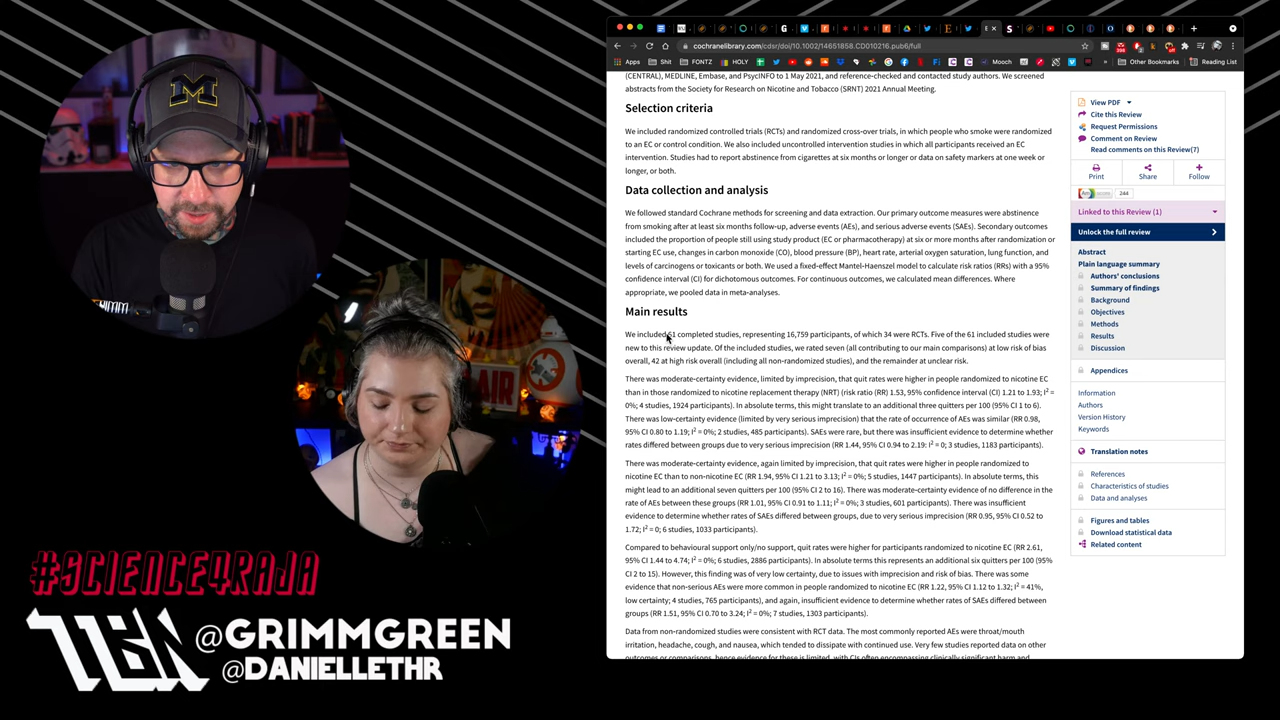 cochranelibrary.com/cdsr/doi/10.1002/14651858.CD010216.pub6/full
Apps
Shit
FONTZ
HOLY
Mooch
Other Bookmarks
Reading List
(CENTRAL), MEDLINE, Embase, and PsycINFO to 1 May 2021, and reference-checked and contacted study authors. We screened
abstracts from the Society for Research on Nicotine and Tobacco (SRNT) 2021 Annual Meeting.
Selection criteria
We included randomized controlled trials (RCTs) and randomized cross-over trials, in which people who smoke were randomized
to an EC or control condition. We also included uncontrolled intervention studies in which all participants received an EC
intervention. Studies had to report abstinence from cigarettes at six months or longer or data on safety markers at one week or
longer, or both.
Data collection and analysis
We followed standard Cochrane methods for screening and data extraction. Our primary outcome measures were abstinence
from smoking after at least six months follow-up, adverse events (AEs), and serious adverse events (SAEs). Secondary outcomes
included the proportion of people still using study product (EC or pharmacotherapy) at six or more months after randomization or
starting EC use, changes in carbon monoxide (CO), blood pressure (BP), heart rate, arterial oxygen saturation, lung function, and
levels of carcinogens or toxicants or both. We used a fixed-effect Mantel-Haenszel model to calculate risk ratios (RRs) with a 95%
confidence interval (CI) for dichotomous outcomes. For continuous outcomes, we calculated mean differences. Where
appropriate, we pooled data in meta-analyses.
Main results
We included 61 completed studies, representing 16,759 participants, of which 34 were RCTs. Five of the 61 included studies were
new to this review update. Of the included studies, we rated seven (all contributing to our main comparisons) at low risk of bias
overall, 42 at high risk overall (including all non-randomized studies), and the remainder at unclear risk.
There was moderate-certainty evidence, limited by imprecision, that quit rates were higher in people randomized to nicotine EC
than in those randomized to nicotine replacement therapy (NRT) (risk ratio (RR) 1.53, 95% confidence interval (CI) 1.21 to 1.93; I² =
0%; 4 studies, 1924 participants). In absolute terms, this might translate to an additional three quitters per 100 (95% CI 1 to 6).
There was low-certainty evidence (limited by very serious imprecision) that the rate of occurrence of AEs was similar (RR 0.98,
95% CI 0.80 to 1.19; I² = 0%; 2 studies, 485 participants). SAEs were rare, but there was insufficient evidence to determine whether
rates differed between groups due to very serious imprecision (RR 1.44, 95% CI 0.94 to 2.19: I² = 0; 3 studies, 1183 participants).
There was moderate-certainty evidence, again limited by imprecision, that quit rates were higher in people randomized to
nicotine EC than to non-nicotine EC (RR 1.94, 95% CI 1.21 to 3.13; I² = 0%; 5 studies, 1447 participants). In absolute terms, this
might lead to an additional seven quitters per 100 (95% CI 2 to 16). There was moderate-certainty evidence of no difference in the
rate of AEs between these groups (RR 1.01, 95% CI 0.91 to 1.11; I² = 0%; 3 studies, 601 participants). There was insufficient
evidence to determine whether rates of SAEs differed between groups, due to very serious imprecision (RR 0.95, 95% CI 0.52 to
1.72; I² = 0; 6 studies, 1033 participants).
Compared to behavioural support only/no support, quit rates were higher for participants randomized to nicotine EC (RR 2.61,
95% CI 1.44 to 4.74; I² = 0%; 6 studies, 2886 participants). In absolute terms this represents an additional six quitters per 100 (95%
CI 2 to 15). However, this finding was of very low certainty, due to issues with imprecision and risk of bias. There was some
evidence that non-serious AEs were more common in people randomized to nicotine EC (RR 1.22, 95% CI 1.12 to 1.32; I² = 41%,
low certainty; 4 studies, 765 participants), and again, insufficient evidence to determine whether rates of SAEs differed between
groups (RR 1.51, 95% CI 0.70 to 3.24; I² = 0%; 7 studies, 1303 participants).
Data from non-randomized studies were consistent with RCT data. The most commonly reported AEs were throat/mouth
irritation, headache, cough, and nausea, which tended to dissipate with continued use. Very few studies reported data on other
outcomes or comparisons, hence evidence for these is limited, with CIs often encompassing clinically significant harm and
View PDF
Cite this Review
Request Permissions
Comment on Review
Read comments on this Review(7)
Print
Share
Follow
244
Linked to this Review (1)
Unlock the full review
Abstract
Plain language summary
Authors' conclusions
Summary of findings
Background
Objectives
Methods
Results
Discussion
Appendices
Information
Authors
Version History
Keywords
Translation notes
References
Characteristics of studies
Data and analyses
Figures and tables
Download statistical data
Related content
#SCIENCE4RAJA
@GRIMMGREEN
@DANIELLETHR